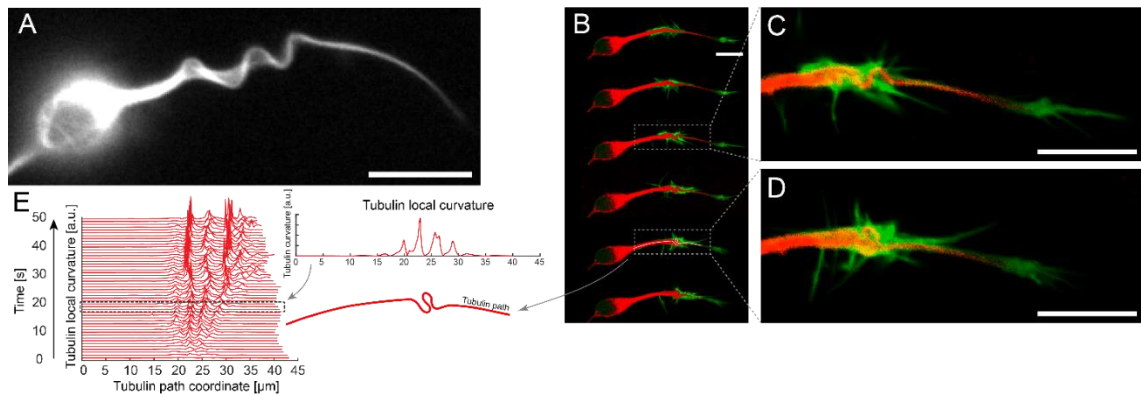 A
B
C
D
E
Time [s]
Tubulin local curvature [a.u.]
50
40
30
20
10
0
0 5 10 15 20 25 30 35 40 45
Tubulin path coordinate [µm]
Tubulin local curvature
Tubulin curvature [a.u.]
0 5 10 15 20 25 30 35 40 45
Tubulin path